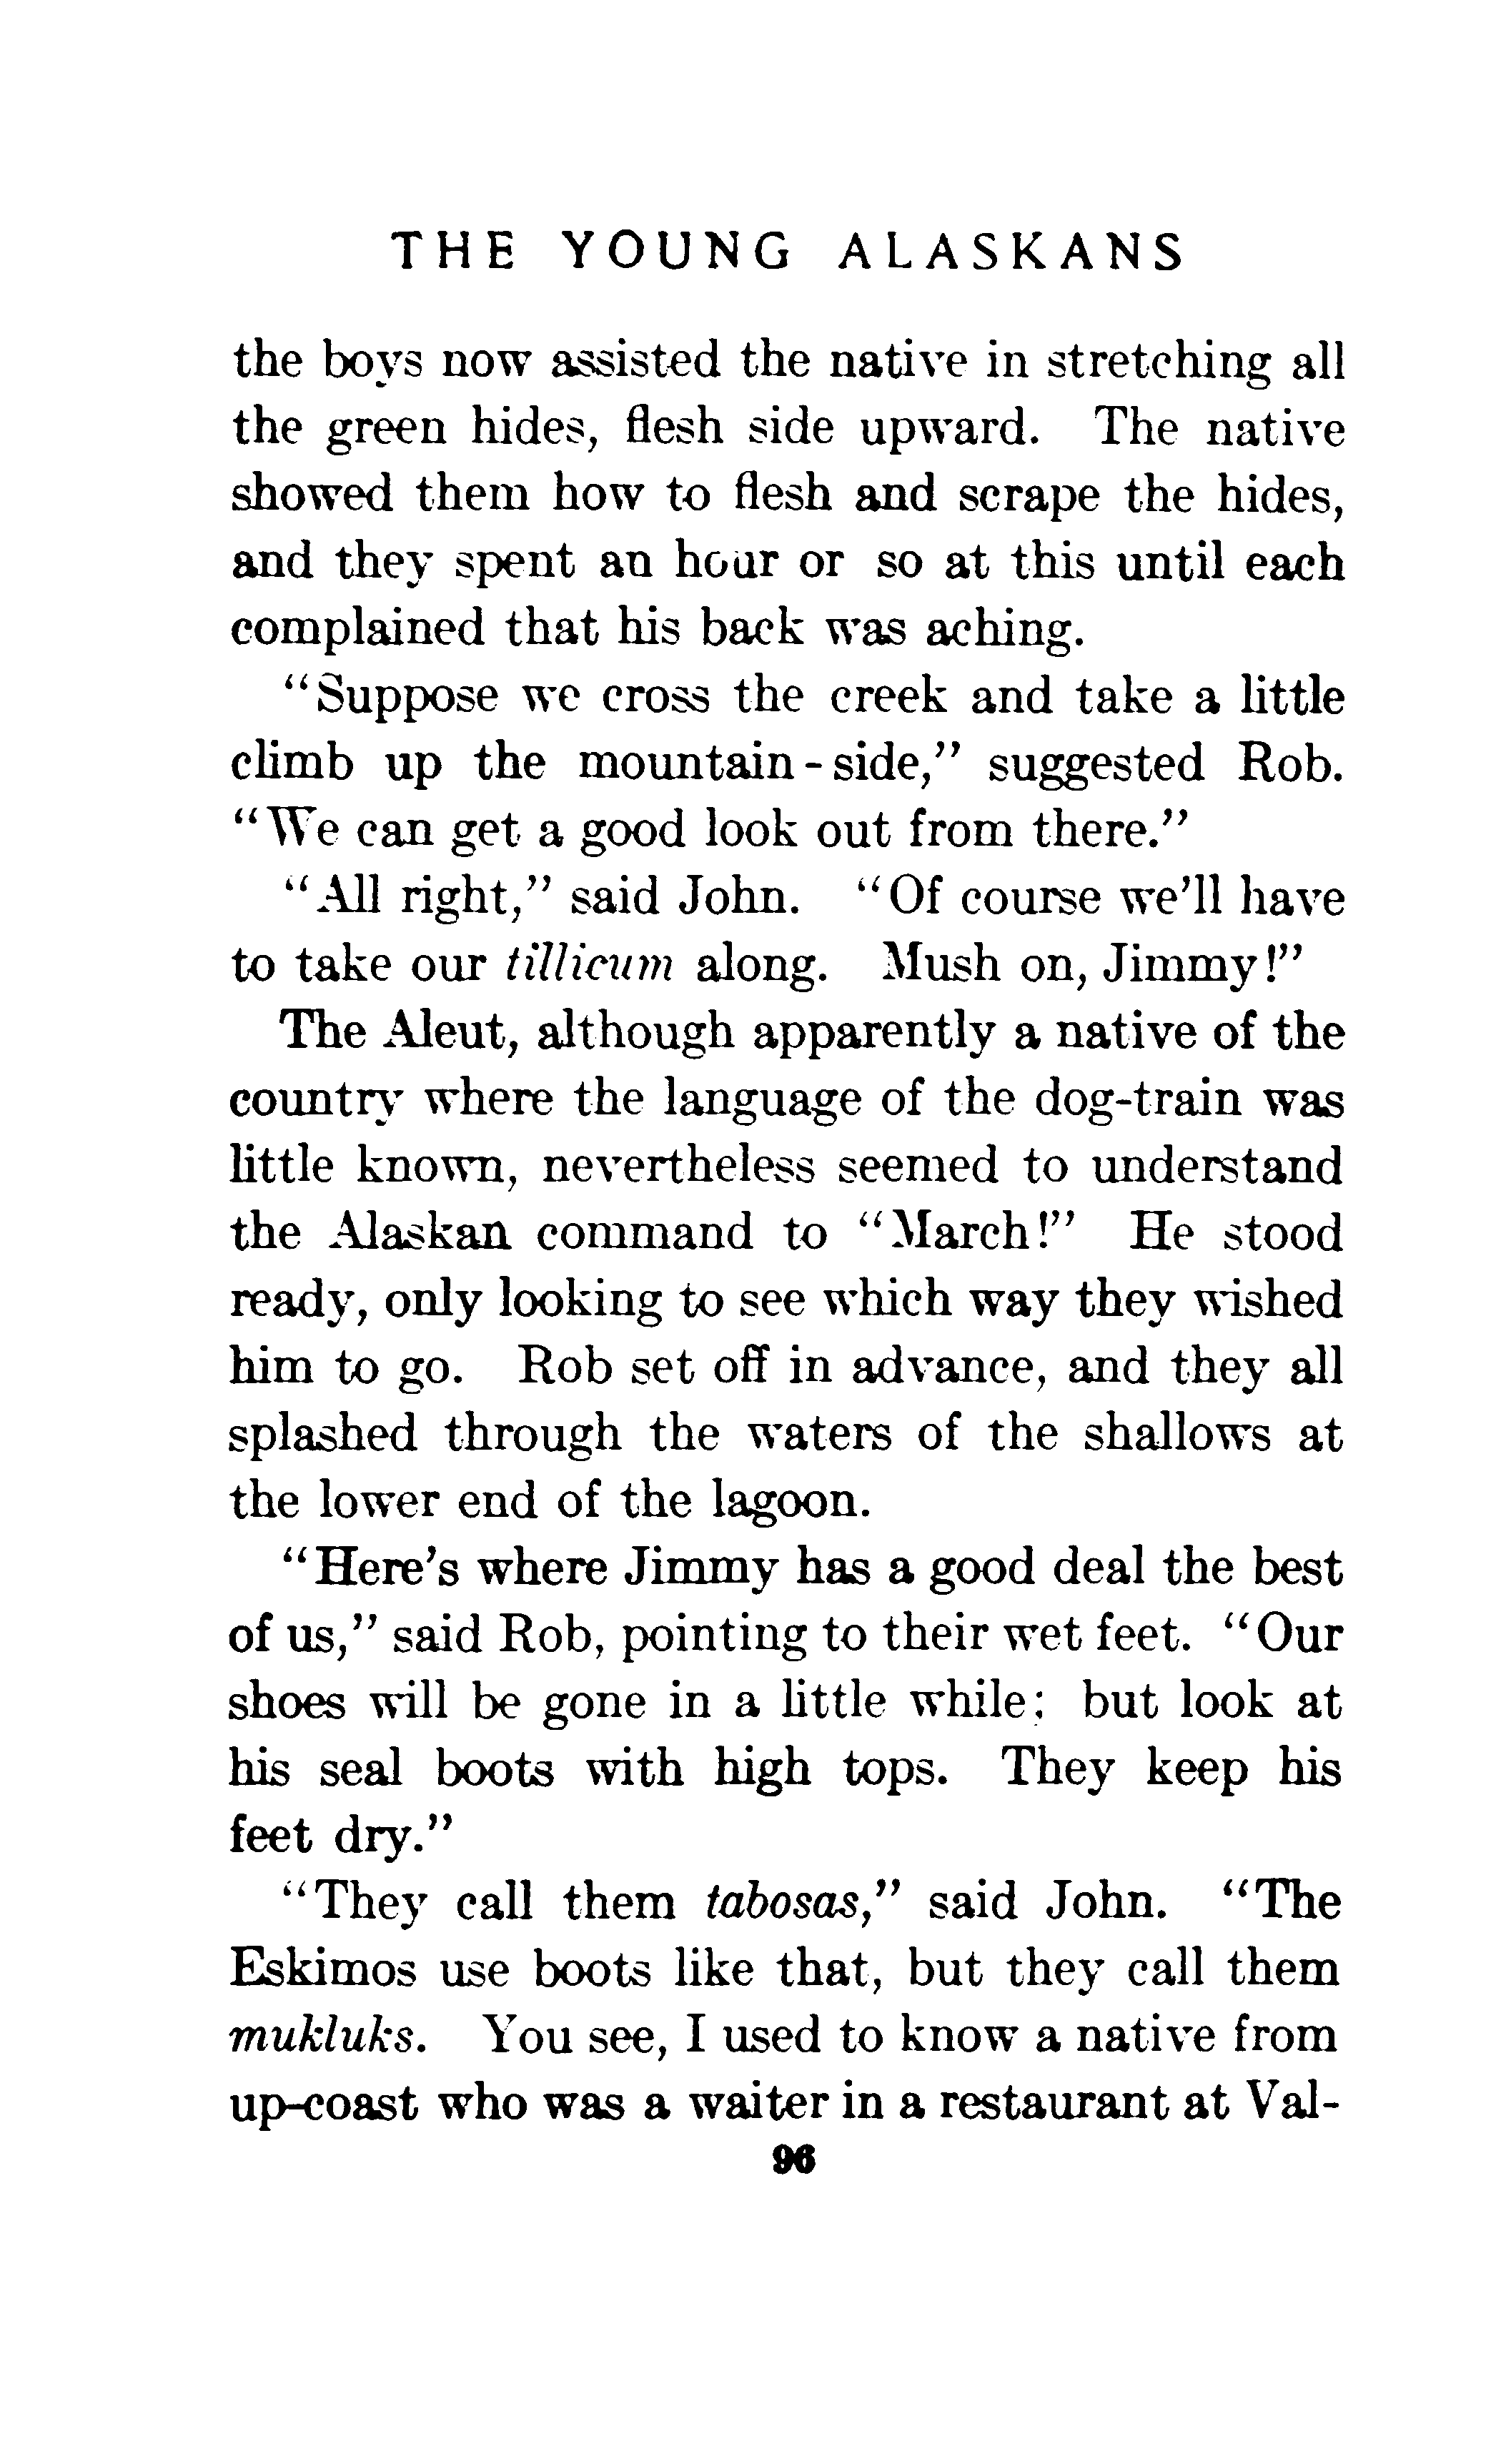 THE YOUNG ALASKANS
the boys now assisted the native in stretching all
the green hides, flesh side upward. The native
showed them how to flesh and scrape the hides,
and they spent an hour or so at this until each
complained that his back was aching.
“Suppose we cross the creek and take a little
climb up the mountain-side,” suggested Rob.
“We can get a good look out from there.”
“All right,” said John. “Of course we’ll have
to take our tillicum along. Mush on, Jimmy!”
The Aleut, although apparently a native of the
country where the language of the dog-train was
little known, nevertheless seemed to understand
the Alaskan command to “March!” He stood
ready, only looking to see which way they wished
him to go. Rob set off in advance, and they all
splashed through the waters of the shallows at
the lower end of the lagoon.
“Here’s where Jimmy has a good deal the best
of us,” said Rob, pointing to their wet feet. “Our
shoes will be gone in a little while; but look at
his seal boots with high tops. They keep his
feet dry.”
“They call them tabosas,” said John. “The
Eskimos use boots like that, but they call them
mukluks. You see, I used to know a native from
up-coast who was a waiter in a restaurant at Val-
96